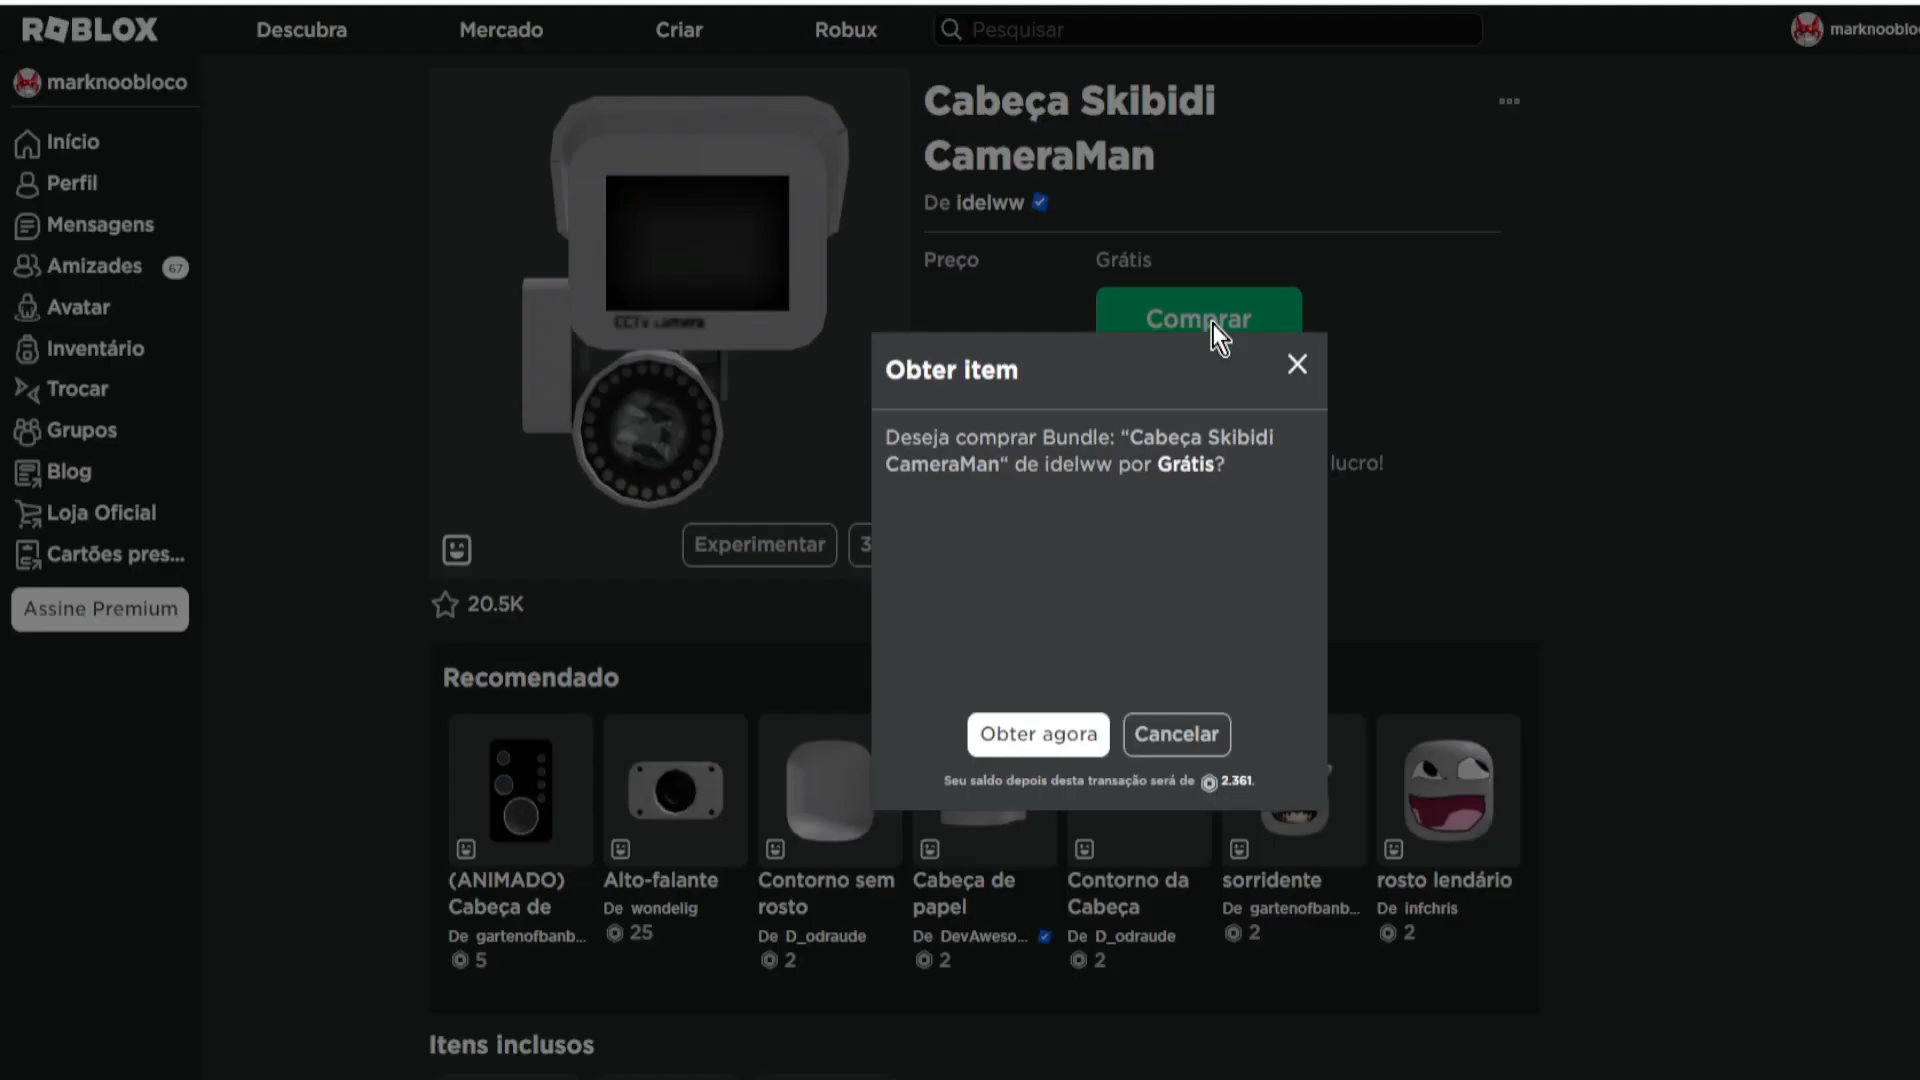 ROBLOX
Descubra
Mercado
Criar
Robux
Pesquisar
marknoobloc
marknoobloco
Início
Perfil
Mensagens
Amizades 67
Avatar
Inventário
Trocar
Grupos
Blog
Loja Oficial
Cartões pres...
Assine Premium
Cabeça Skibidi
CameraMan
De idelww
Preço Grátis
Comprar
lucro!
CCTV camera
Experimentar
3
20.5K
Obter item
Deseja comprar Bundle: “Cabeça Skibidi
CameraMan“ de idelww por Grátis?
Obter agora
Cancelar
Seu saldo depois desta transação será de 2.361.
Recomendado
(ANIMADO)
Cabeça de
De gartenofbanb...
5
Alto-falante
De wondelig
25
Contorno sem
rosto
De D_odraude
2
Cabeça de
papel
De DevAweso...
2
Contorno da
Cabeça
De D_odraude
2
sorridente
De gartenofbanb...
2
rosto lendário
De infchris
2
Itens inclusos